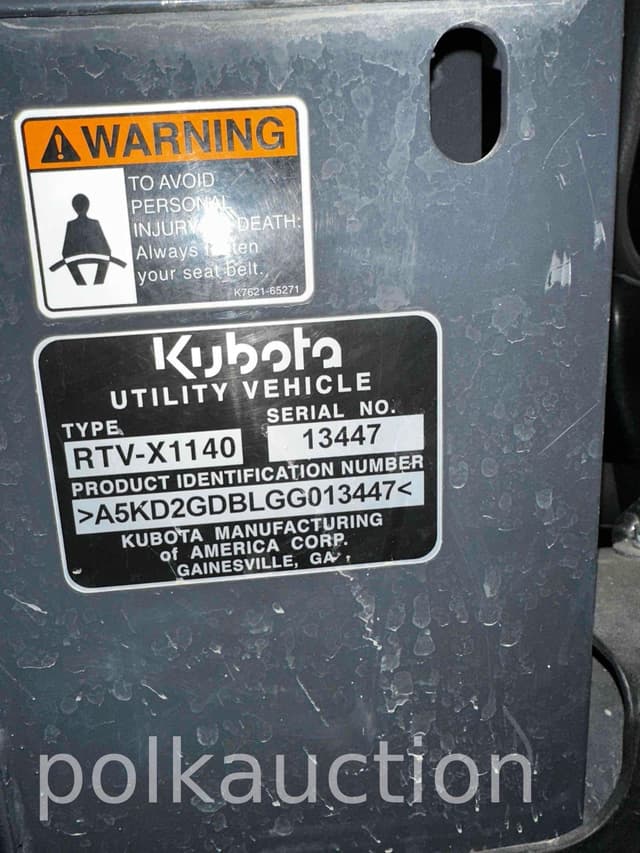 WARNING
TO AVOID
PERSONAL
INJURY DEATH:
Always fasten
your seat belt.
K7621-65271
Kubota
UTILITY VEHICLE
TYPE
SERIAL NO.
RTV-X1140
13447
PRODUCT IDENTIFICATION NUMBER
>A5KD2GDBLGG013447<
KUBOTA MANUFACTURING
of AMERICA CORP.
GAINESVILLE, GA
polkauction